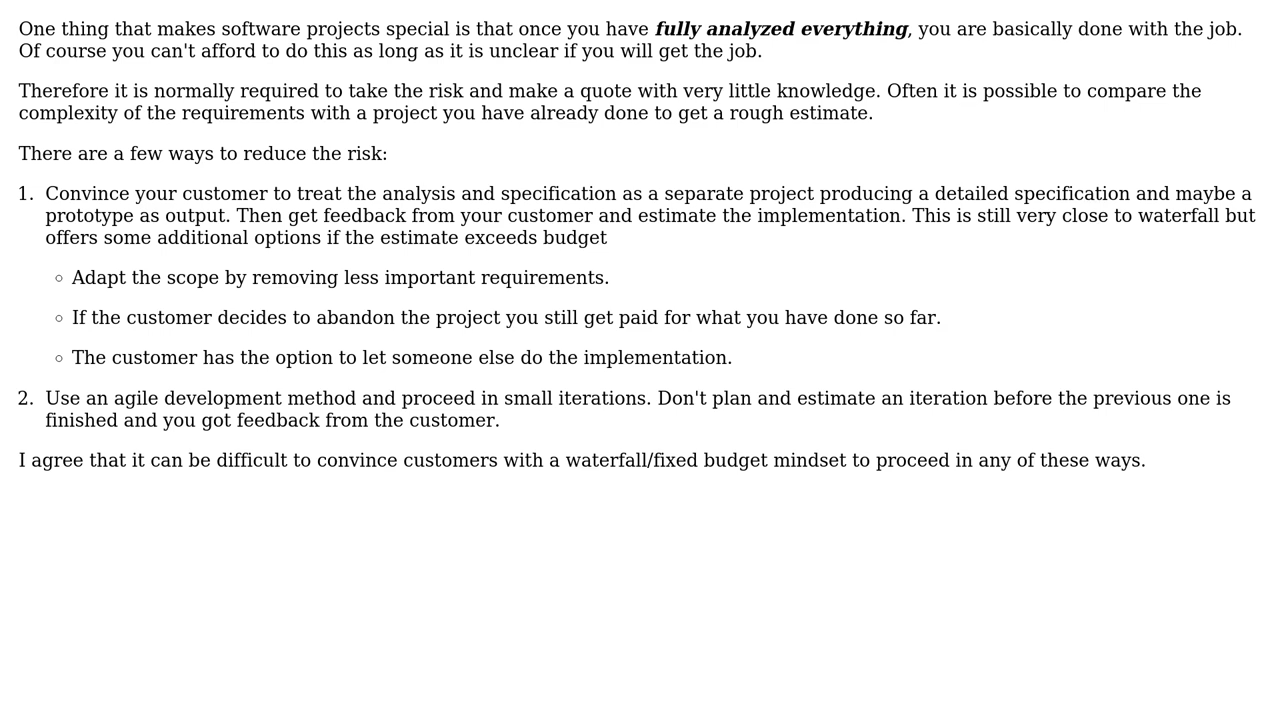 One thing that makes software projects special is that once you have fully analyzed everything, you are basically done with the job.
Of course you can't afford to do this as long as it is unclear if you will get the job.
Therefore it is normally required to take the risk and make a quote with very little knowledge. Often it is possible to compare the
complexity of the requirements with a project you have already done to get a rough estimate.
There are a few ways to reduce the risk:
1. Convince your customer to treat the analysis and specification as a separate project producing a detailed specification and maybe a
prototype as output. Then get feedback from your customer and estimate the implementation. This is still very close to waterfall but
offers some additional options if the estimate exceeds budget
◦ Adapt the scope by removing less important requirements.
◦ If the customer decides to abandon the project you still get paid for what you have done so far.
◦ The customer has the option to let someone else do the implementation.
2. Use an agile development method and proceed in small iterations. Don't plan and estimate an iteration before the previous one is
finished and you got feedback from the customer.
I agree that it can be difficult to convince customers with a waterfall/fixed budget mindset to proceed in any of these ways.